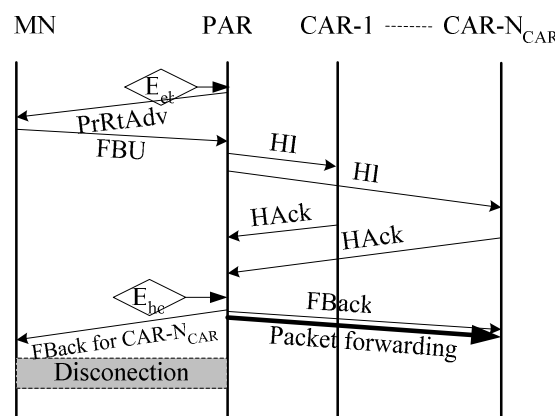 MN PAR CAR-1 CAR-N_CAR
E_et
PrRtAdv
FBU
HI
HI
HAck
HAck
E_hc
FBack
FBack for CAR-N_CAR
Packet forwarding
Disconection